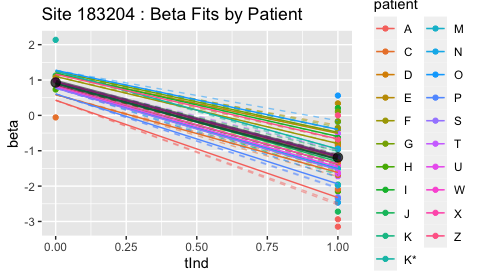 Site 183204 : Beta Fits by Patient
patient
A
C
D
E
F
G
H
I
J
K
K*
M
N
O
P
S
T
U
W
X
Z
beta
2
1
0
-1
-2
-3
0.00
0.25
0.50
0.75
1.00
tInd